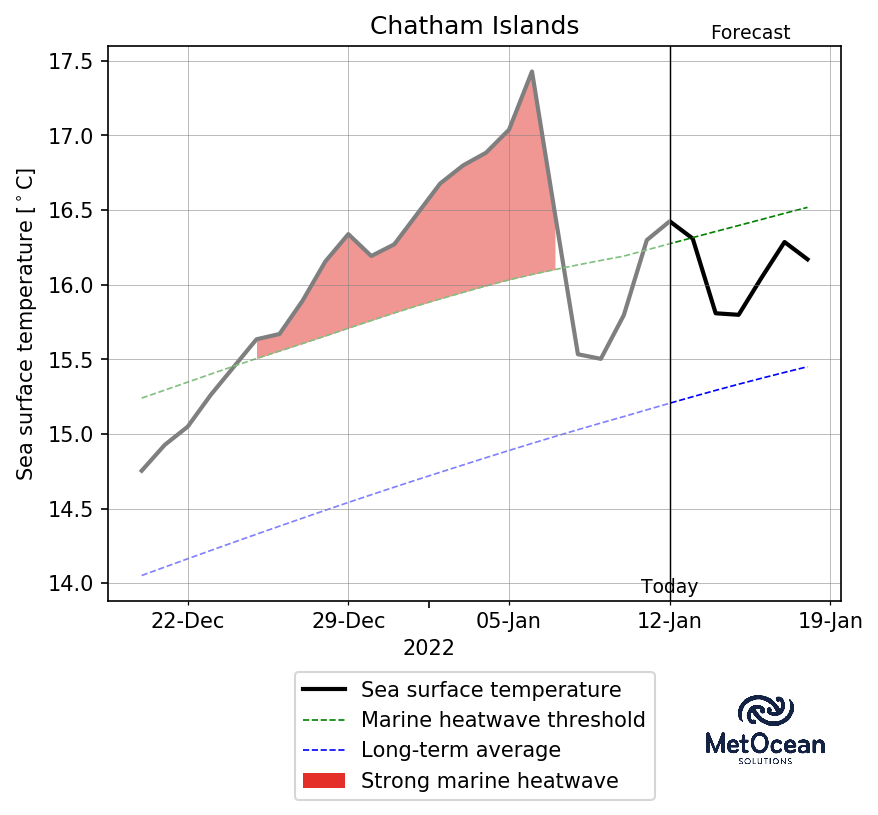 Chatham Islands
Forecast
Sea surface temperature [°C]
17.5
17.0
16.5
16.0
15.5
15.0
14.5
14.0
Today
22-Dec 29-Dec 05-Jan 12-Jan 19-Jan
2022
Sea surface temperature
Marine heatwave threshold
Long-term average
Strong marine heatwave
MetOcean
SOLUTIONS